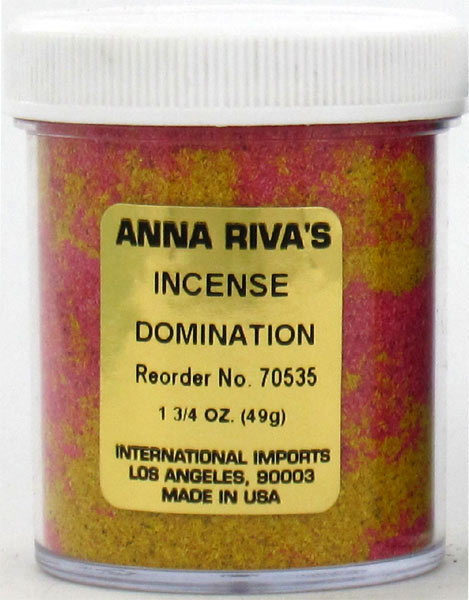 ANNA RIVA'S
INCENSE
DOMINATION
Reorder No. 70535
1 3/4 OZ. (49g)
INTERNATIONAL IMPORTS
LOS ANGELES, 90003
MADE IN USA